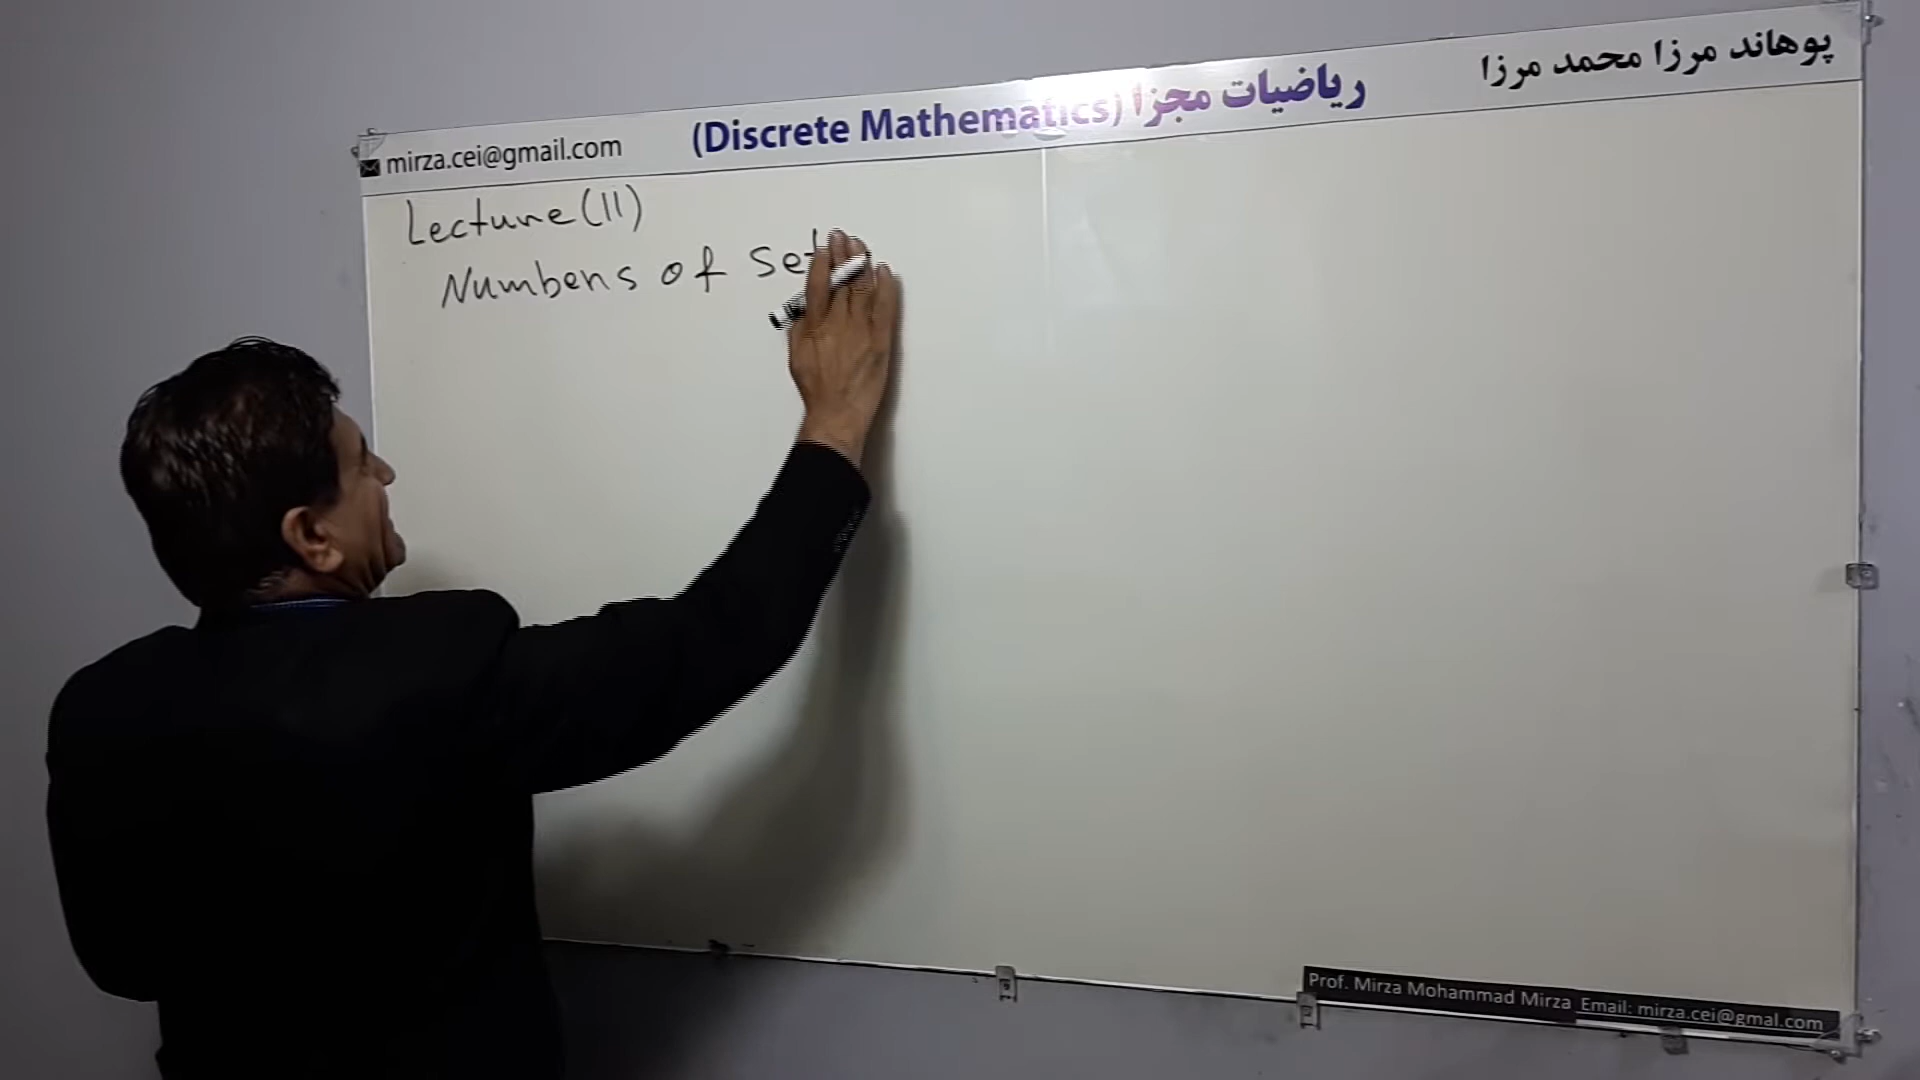 پوهاند مرزا محمد مرزا
ریاضیات مجزا (Discrete Mathematics)
mirza.cei@gmail.com
Lecture(11)
Numbers of set
Prof. Mirza Mohammad Mirza Email: mirza.cei@gmal.com